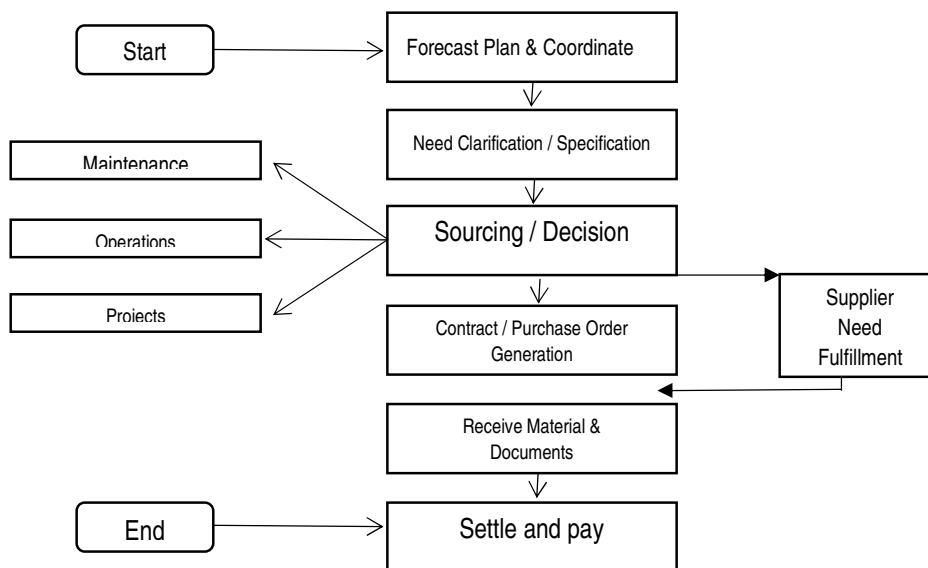 Start
Forecast Plan & Coordinate
Need Clarification / Specification
Maintenance
Sourcing / Decision
Operations
Projects
Supplier
Need
Fulfillment
Contract / Purchase Order
Generation
Receive Material &
Documents
End
Settle and pay